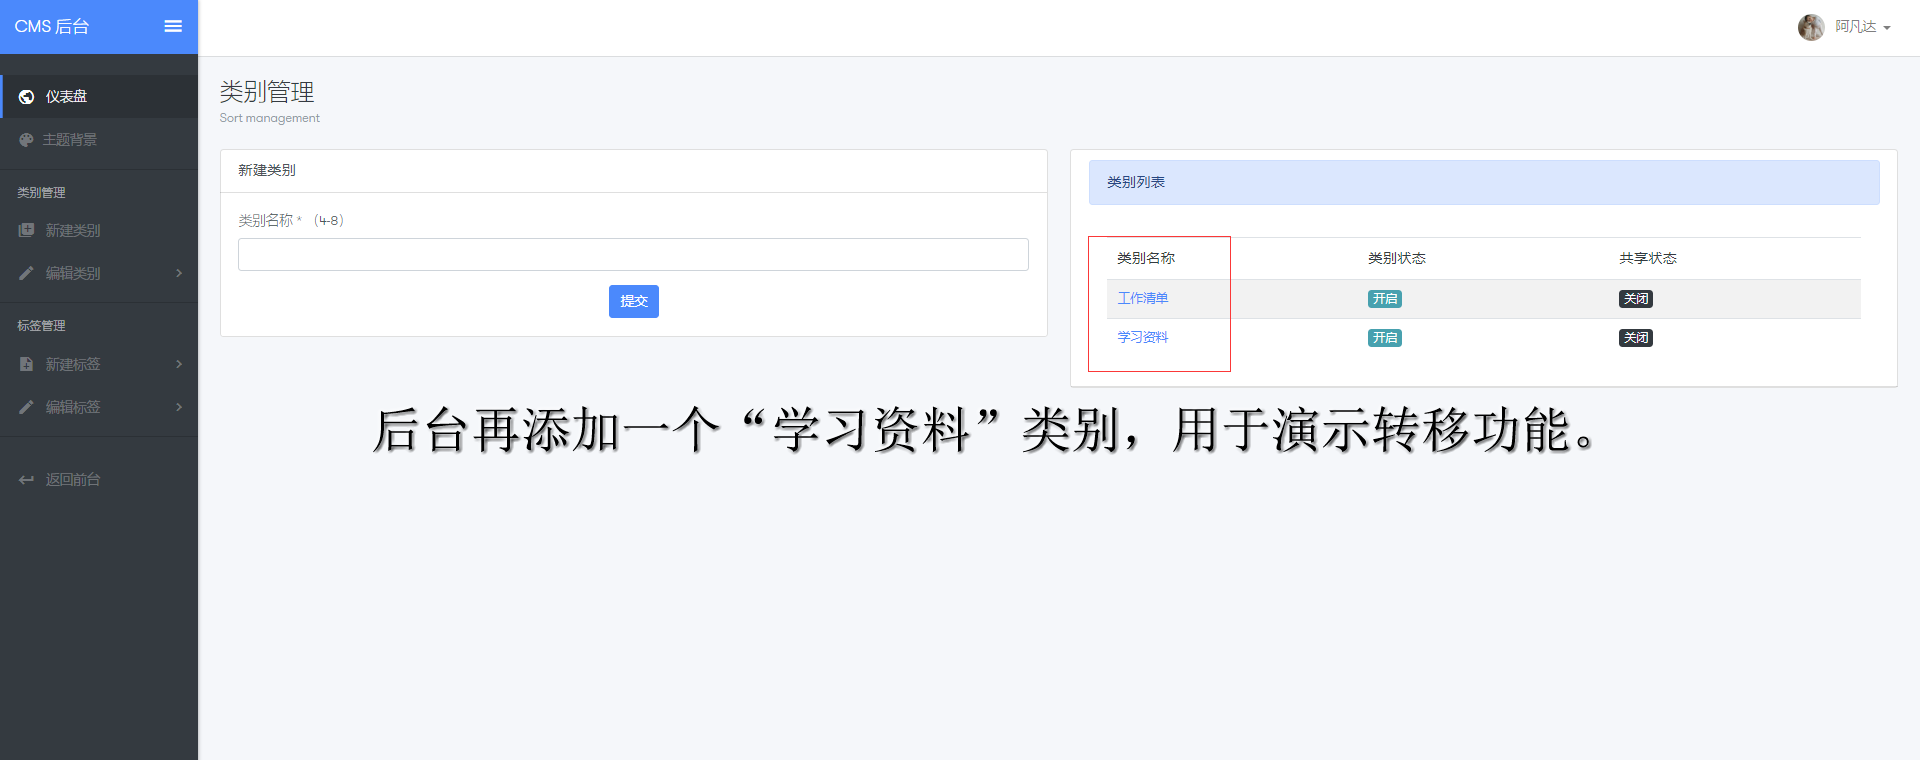 CMS 后台
阿凡达
仪表盘
主题背景
类别管理
新建类别
编辑类别
标签管理
新建标签
编辑标签
返回前台
类别管理
Sort management
新建类别
类别名称 * （4-8）
提交
类别列表
类别名称 类别状态 共享状态
工作清单 开启 关闭
学习资料 开启 关闭
后台再添加一个“学习资料”类别，用于演示转移功能。